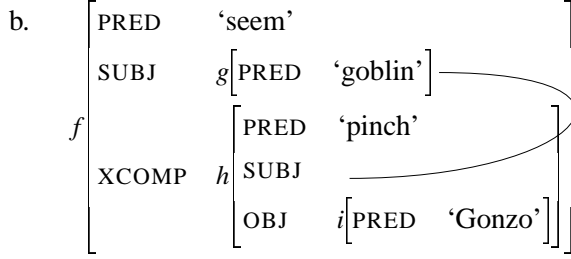 b. PRED ‘seem’
SUBJ g[PRED ‘goblin’]
f
PRED ‘pinch’
XCOMP h SUBJ
OBJ i[PRED ‘Gonzo’]